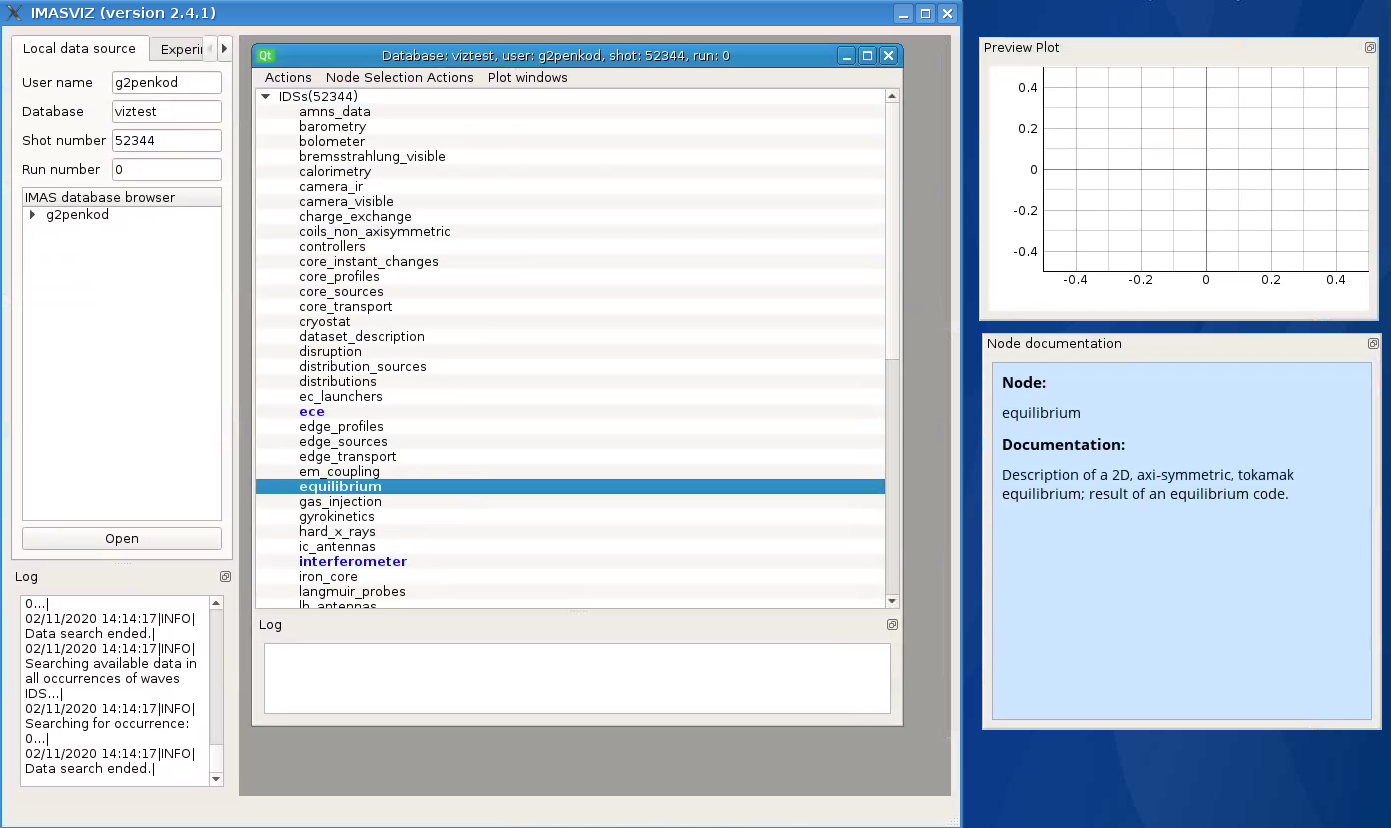 IMASVIZ (version 2.4.1)
Local data source
Experi
User name
g2penkod
Database
viztest
Shot number
52344
Run number
0
IMAS database browser
g2penkod
Open
Log
0...|
02/11/2020 14:14:17|INFO|
Data search ended.|
02/11/2020 14:14:17|INFO|
Searching available data in
all occurrences of waves
IDS...|
02/11/2020 14:14:17|INFO|
Searching for occurrence:
0...|
02/11/2020 14:14:17|INFO|
Data search ended.|
Qt
Database: viztest, user: g2penkod, shot: 52344, run: 0
Actions Node Selection Actions Plot windows
IDSs(52344)
amns_data
barometry
bolometer
bremsstrahlung_visible
calorimetry
camera_ir
camera_visible
charge_exchange
coils_non_axisymmetric
controllers
core_instant_changes
core_profiles
core_sources
core_transport
cryostat
dataset_description
disruption
distribution_sources
distributions
ec_launchers
ece
edge_profiles
edge_sources
edge_transport
em_coupling
equilibrium
gas_injection
gyrokinetics
hard_x_rays
ic_antennas
interferometer
iron_core
langmuir_probes
lh_antennas
Log
Preview Plot
0.4
0.2
0
-0.2
-0.4
-0.4 -0.2 0 0.2 0.4
Node documentation
Node:
equilibrium
Documentation:
Description of a 2D, axi-symmetric, tokamak
equilibrium; result of an equilibrium code.